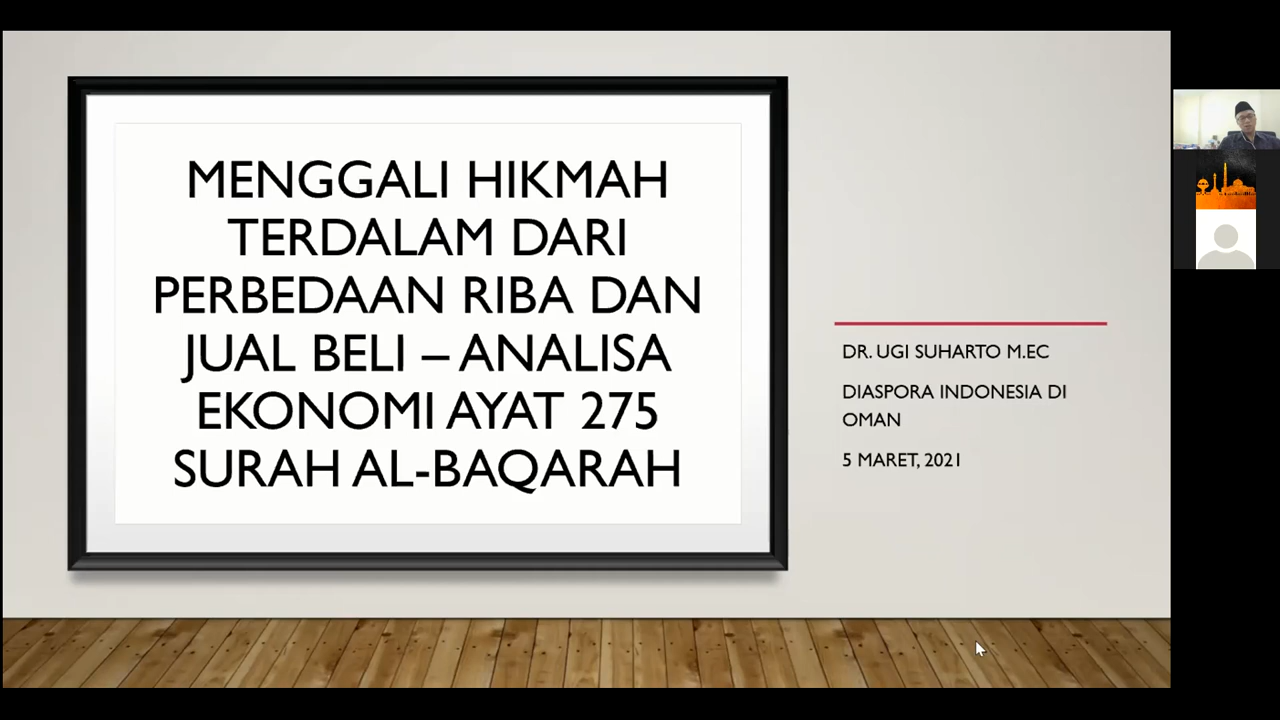 MENGGALI HIKMAH
TERDALAM DARI
PERBEDAAN RIBA DAN
JUAL BELI – ANALISA
EKONOMI AYAT 275
SURAH AL-BAQARAH
DR. UGI SUHARTO M.EC
DIASPORA INDONESIA DI
OMAN
5 MARET, 2021